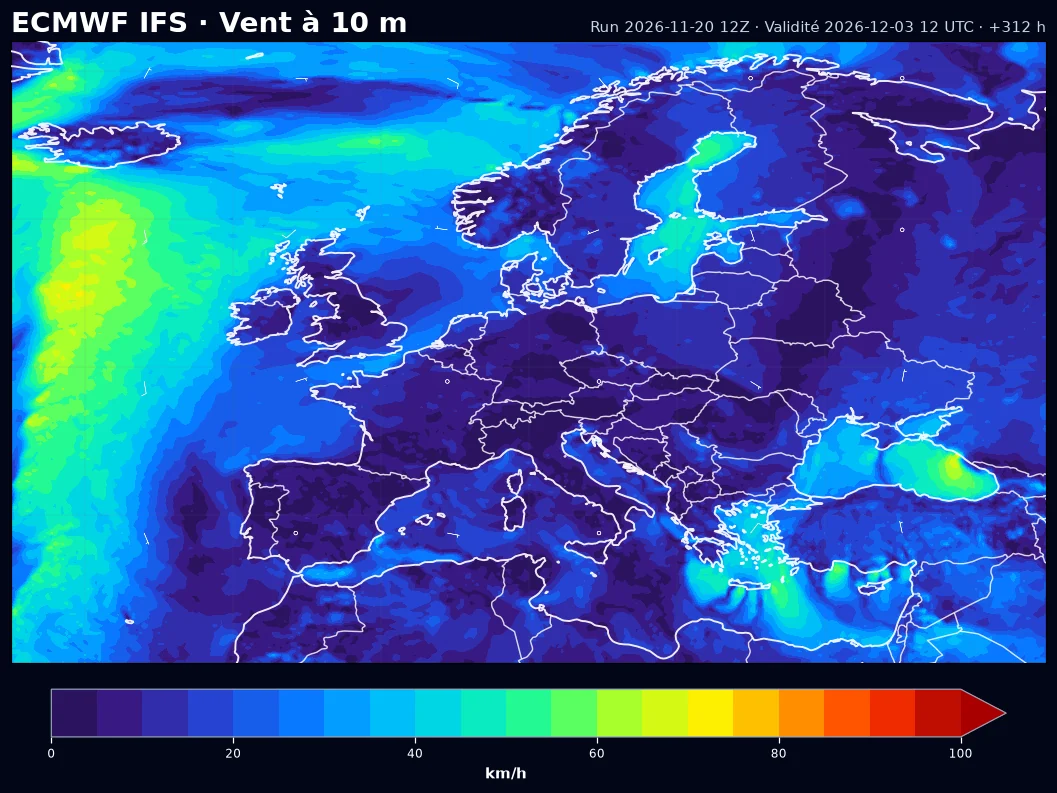 ECMWF IFS · Vent à 10 m
Run 2026-11-20 12Z · Validité 2026-12-03 12 UTC · +312 h
0 20 40 60 80 100
km/h